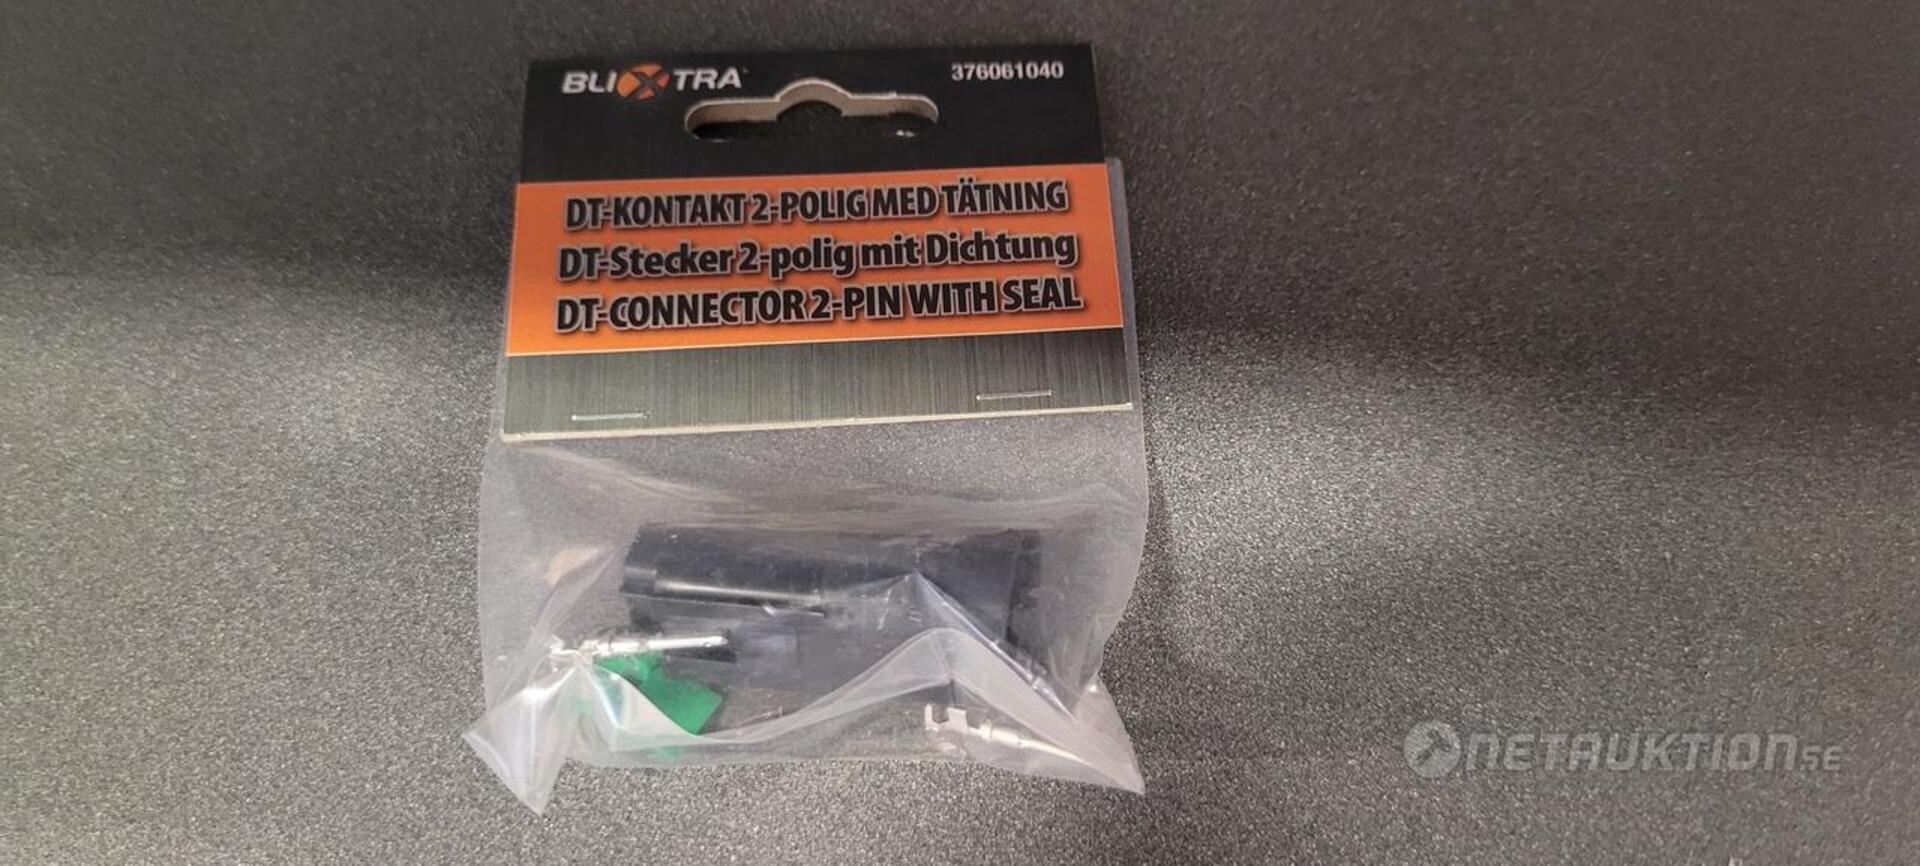 BLIXTRA
376061040
DT-KONTAKT 2-POLIG MED TÄTNING
DT-Stecker 2-polig mit Dichtung
DT-CONNECTOR 2-PIN WITH SEAL
NETAUKTION.SE